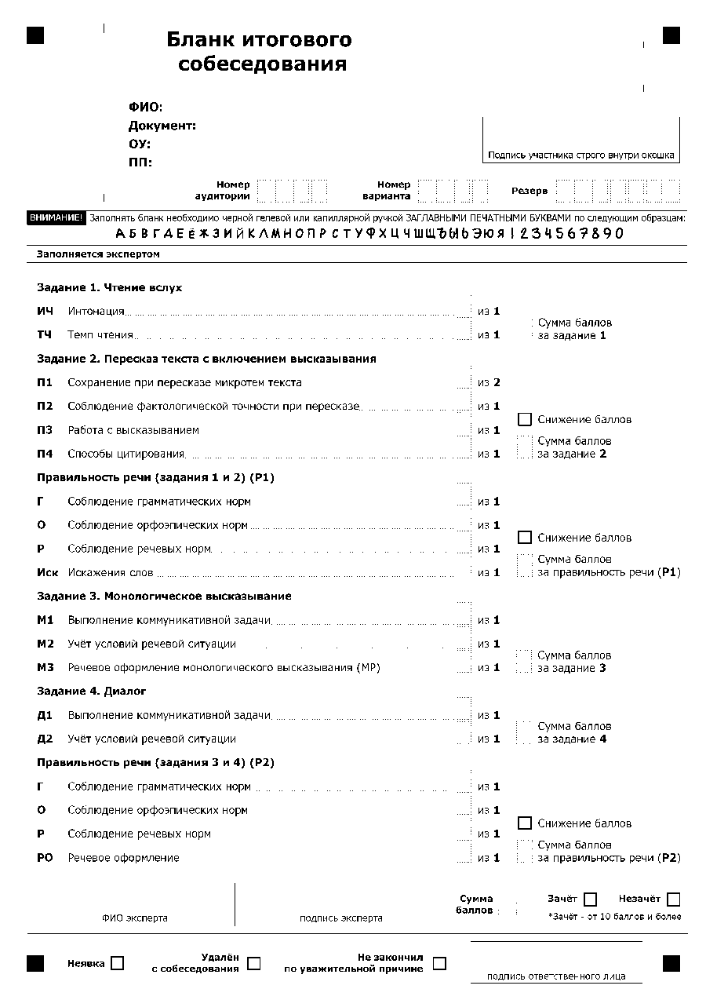 Бланк итогового
собеседования
ФИО:
Документ:
ОУ:
ПП:
Подпись участника строго внутри окошка
Номер аудитории
Номер варианта
Резерв
ВНИМАНИЕ! Заполнять бланк необходимо черной гелевой или капиллярной ручкой ЗАГЛАВНЫМИ ПЕЧАТНЫМИ БУКВАМИ по следующим образцам:
А Б В Г Д Е Ё Ж З И Й К Л М Н О П Р С Т У Ф Х Ц Ч Ш Щ Ъ Ы Ь Э Ю Я 1 2 3 4 5 6 7 8 9 0
Заполняется экспертом
Задание 1. Чтение вслух
ИЧ Интонация из 1
ТЧ Темп чтения из 1
Сумма баллов
за задание 1
Задание 2. Пересказ текста с включением высказывания
П1 Сохранение при пересказе микротем текста из 2
П2 Соблюдение фактологической точности при пересказе из 1
П3 Работа с высказыванием из 1
П4 Способы цитирования из 1
Снижение баллов
Сумма баллов
за задание 2
Правильность речи (задания 1 и 2) (Р1)
Г Соблюдение грамматических норм из 1
О Соблюдение орфоэпических норм из 1
Р Соблюдение речевых норм из 1
Иск Искажения слов из 1
Снижение баллов
Сумма баллов
за правильность речи (Р1)
Задание 3. Монологическое высказывание
М1 Выполнение коммуникативной задачи из 1
М2 Учёт условий речевой ситуации из 1
М3 Речевое оформление монологического высказывания (МР) из 1
Сумма баллов
за задание 3
Задание 4. Диалог
Д1 Выполнение коммуникативной задачи из 1
Д2 Учёт условий речевой ситуации из 1
Сумма баллов
за задание 4
Правильность речи (задания 3 и 4) (Р2)
Г Соблюдение грамматических норм из 1
О Соблюдение орфоэпических норм из 1
Р Соблюдение речевых норм из 1
РО Речевое оформление из 1
Снижение баллов
Сумма баллов
за правильность речи (Р2)
ФИО эксперта
подпись эксперта
Сумма
баллов
Зачёт
Незачёт
*Зачёт - от 10 баллов и более
Неявка
Удалён
с собеседования
Не закончил
по уважительной причине
подпись ответственного лица